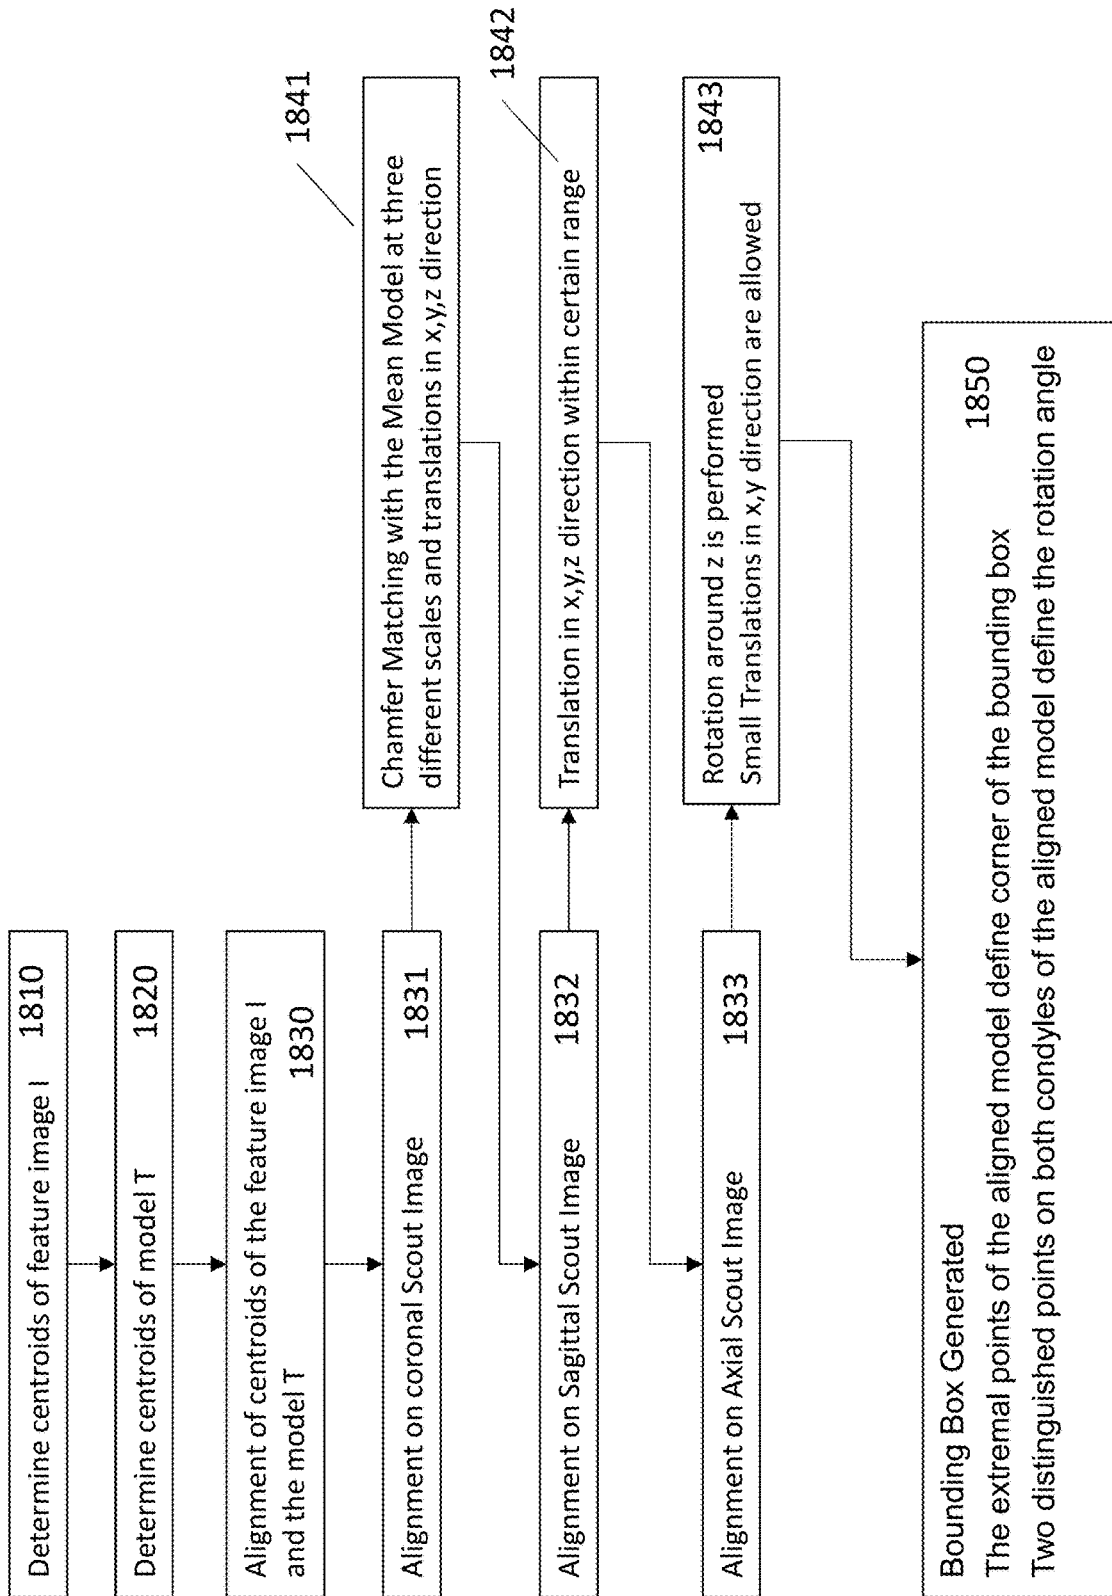 Determine centroids of feature image I 1810
Determine centroids of model T 1820
Alignment of centroids of the feature image I
and the model T 1830
Alignment on coronal Scout Image 1831
Chamfer Matching with the Mean Model at three
different scales and translations in x,y,z direction
1841
Alignment on Sagittal Scout Image 1832
Translation in x,y,z direction within certain range
1842
Alignment on Axial Scout Image 1833
Rotation around z is performed 1843
Small Translations in x,y direction are allowed
Bounding Box Generated 1850
The extremal points of the aligned model define corner of the bounding box
Two distinguished points on both condyles of the aligned model define the rotation angle